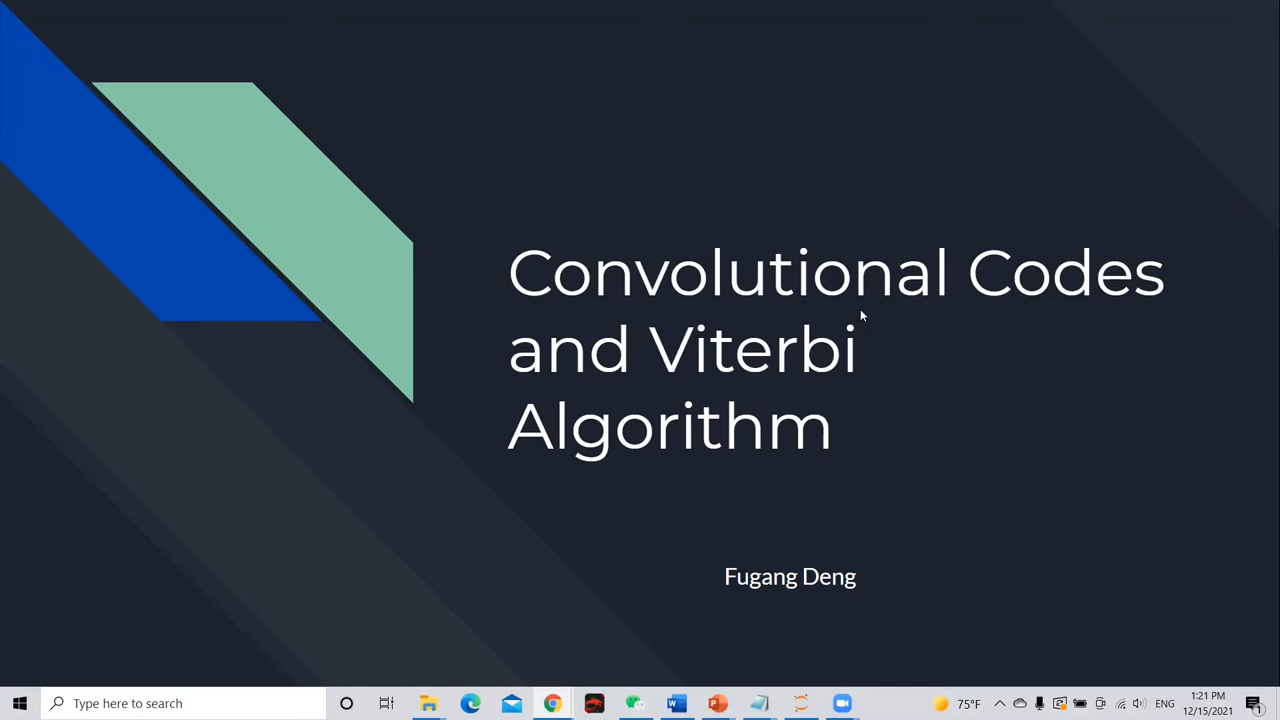 Convolutional Codes
and Viterbi
Algorithm
Fugang Deng
Type here to search
75°F
ENG
1:21 PM
12/15/2021
1